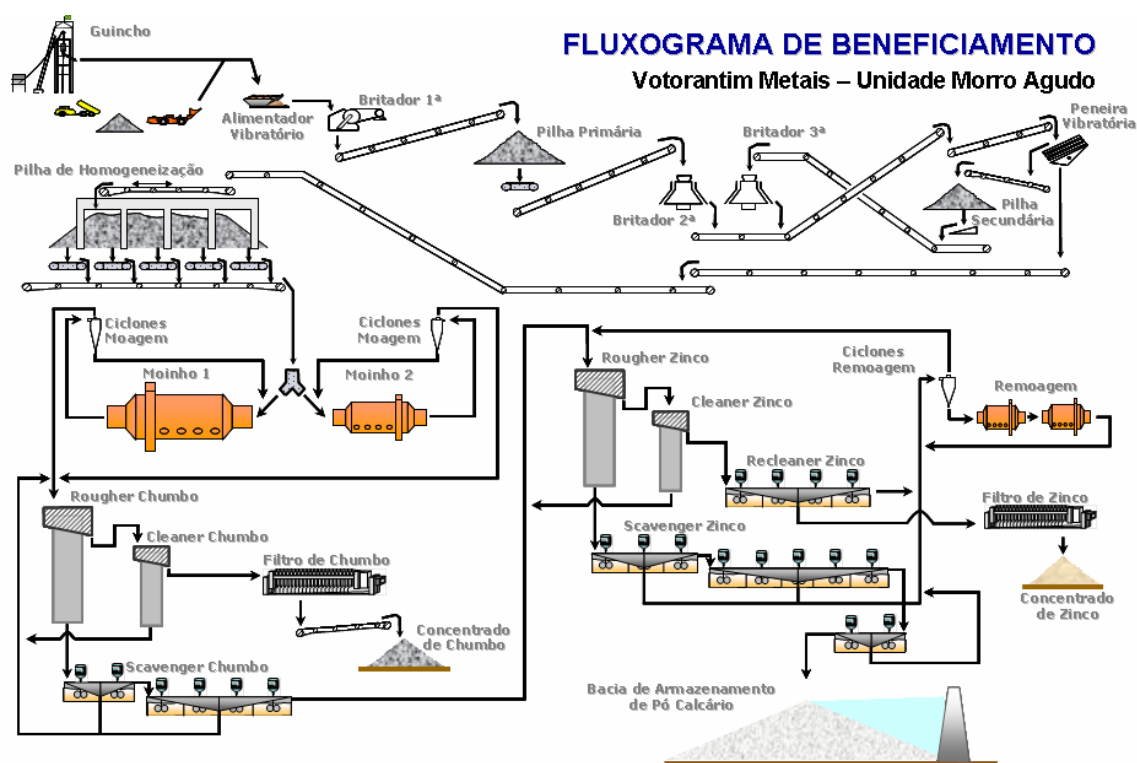 FLUXOGRAMA DE BENEFICIAMENTO
Votorantim Metais – Unidade Morro Agudo
Guincho
Alimentador
Vibratório
Britador 1ª
Pilha Primária
Britador 2ª
Britador 3ª
Peneira
Vibratória
Pilha
Secundária
Pilha de Homogeneização
Ciclones
Moagem
Ciclones
Moagem
Moinho 1
Moinho 2
Rougher Zinco
Cleaner Zinco
Ciclones
Remoagem
Remoagem
Recleaner Zinco
Filtro de Zinco
Scavenger Zinco
Concentrado
de Zinco
Rougher Chumbo
Cleaner Chumbo
Filtro de Chumbo
Concentrado
de Chumbo
Scavenger Chumbo
Bacia de Armazenamento
de Pó Calcário